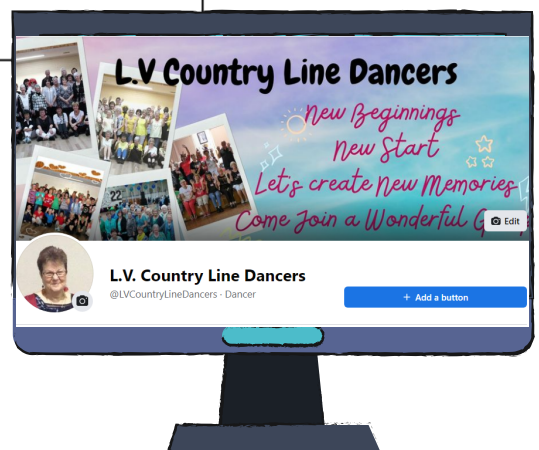 L.V Country Line Dancers
New Beginnings
New Start
Let's create New Memories
Come Join a Wonderful
Edit
22
L.V. Country Line Dancers
@LVCountryLineDancers · Dancer
+ Add a button